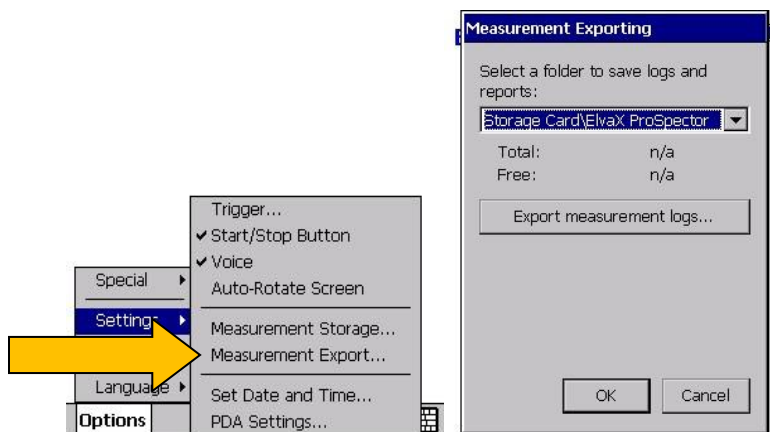 Trigger...
Start/Stop Button
Voice
Auto-Rotate Screen
Measurement Storage...
Measurement Export...
Set Date and Time...
PDA Settings...
Special
Settings
Language
Options
Measurement Exporting
Select a folder to save logs and
reports:
Storage Card\ElvaX ProSpector
Total: n/a
Free: n/a
Export measurement logs...
OK Cancel